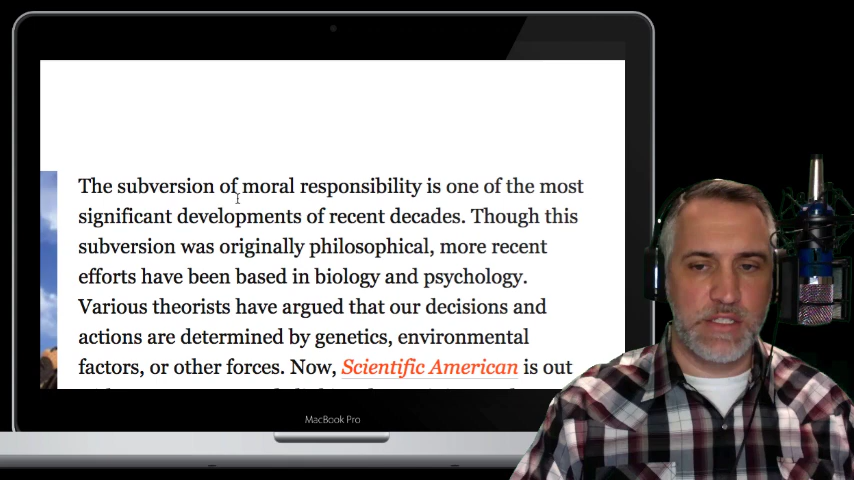 The subversion of moral responsibility is one of the most
significant developments of recent decades. Though this
subversion was originally philosophical, more recent
efforts have been based in biology and psychology.
Various theorists have argued that our decisions and
actions are determined by genetics, environmental
factors, or other forces. Now, Scientific American is out
MacBook Pro